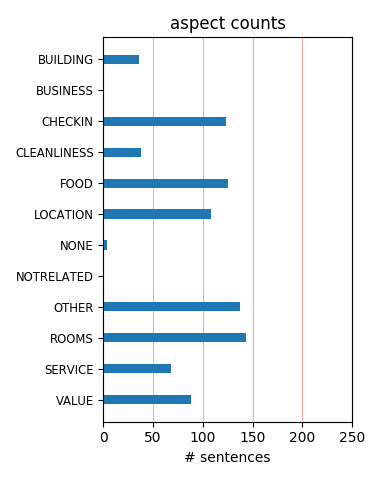 aspect counts
BUILDING
BUSINESS
CHECKIN
CLEANLINESS
FOOD
LOCATION
NONE
NOTRELATED
OTHER
ROOMS
SERVICE
VALUE
0 50 100 150 200 250
# sentences